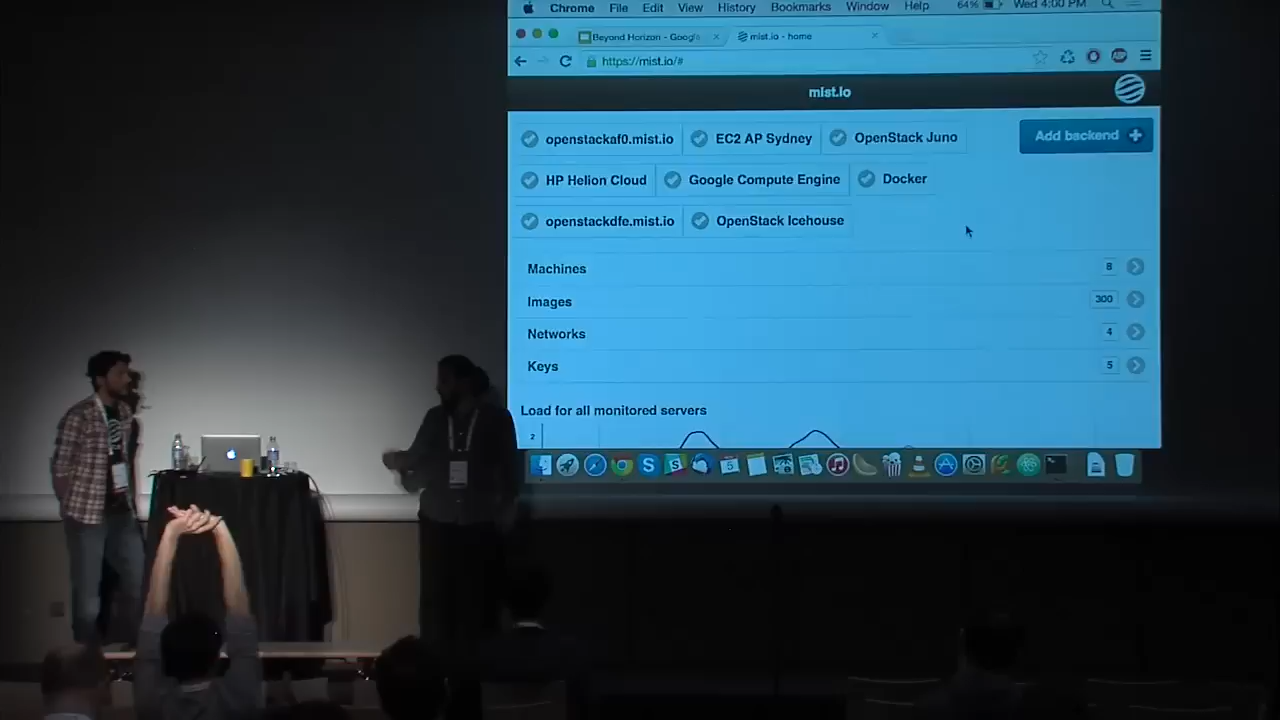 Chrome File Edit View History Bookmarks Window Help 64% Wed 4:00 PM
Beyond Horizon - Google mist.io - home
https://mist.io/#
mist.io
openstackaf0.mist.io EC2 AP Sydney OpenStack Juno Add backend +
HP Helion Cloud Google Compute Engine Docker
openstackdfe.mist.io OpenStack Icehouse
Machines 8
Images 300
Networks 4
Keys 5
Load for all monitored servers
2
5